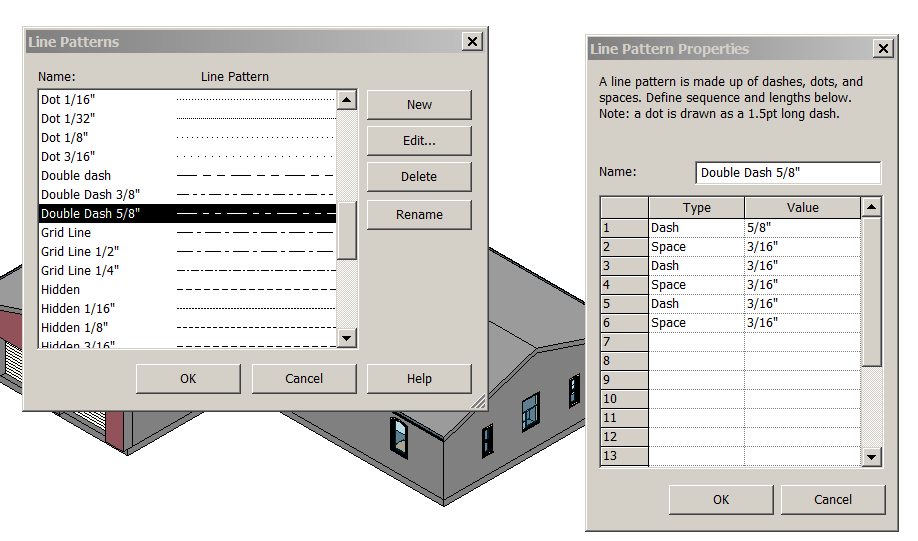 Line Patterns
Name: Line Pattern
Dot 1/16"
Dot 1/32"
Dot 1/8"
Dot 3/16"
Double dash
Double Dash 3/8"
Double Dash 5/8"
Grid Line
Grid Line 1/2"
Grid Line 1/4"
Hidden
Hidden 1/16"
Hidden 1/8"
Hidden 3/16"
New
Edit...
Delete
Rename
OK Cancel Help
Line Pattern Properties
A line pattern is made up of dashes, dots, and
spaces. Define sequence and lengths below.
Note: a dot is drawn as a 1.5pt long dash.
Name: Double Dash 5/8"
Type Value
1 Dash 5/8"
2 Space 3/16"
3 Dash 3/16"
4 Space 3/16"
5 Dash 3/16"
6 Space 3/16"
7
8
9
10
11
12
13
OK Cancel